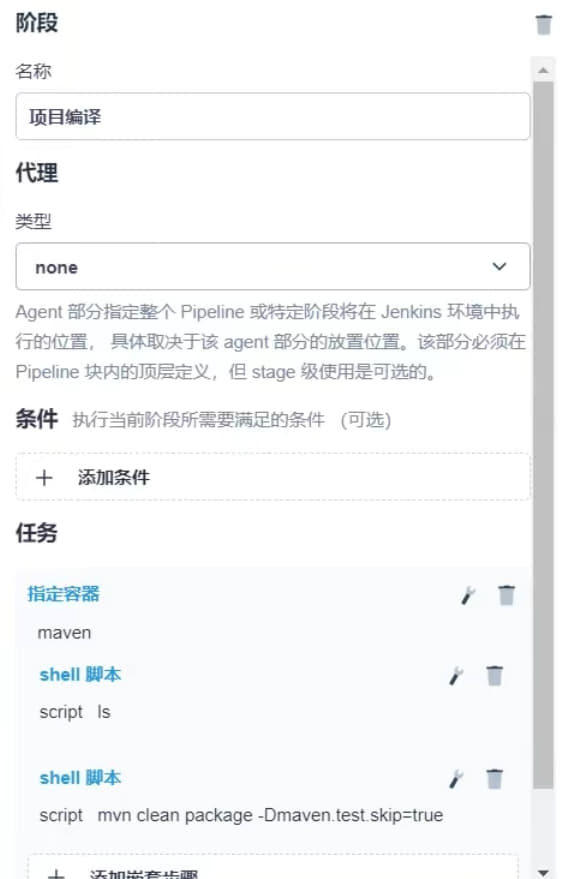 阶段
名称
项目编译
代理
类型
none
Agent 部分指定整个 Pipeline 或特定阶段将在 Jenkins 环境中执
行的位置， 具体取决于该 agent 部分的放置位置。该部分必须在
Pipeline 块内的顶层定义，但 stage 级使用是可选的。
条件 执行当前阶段所需要满足的条件 （可选）
添加条件
任务
指定容器
maven
shell 脚本
script ls
shell 脚本
script mvn clean package -Dmaven.test.skip=true
添加嵌套步骤